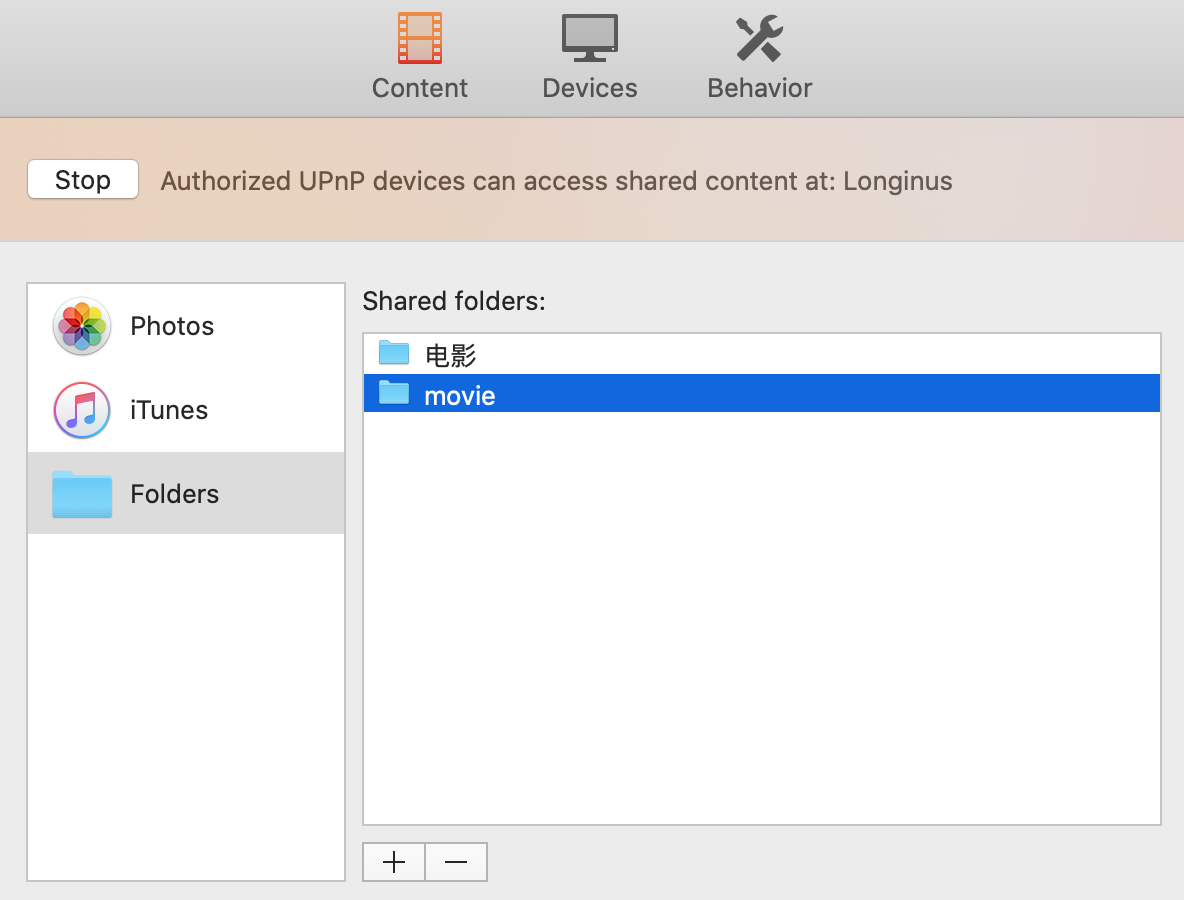 Content
Devices
Behavior
Stop
Authorized UPnP devices can access shared content at: Longinus
Photos
iTunes
Folders
Shared folders:
电影
movie